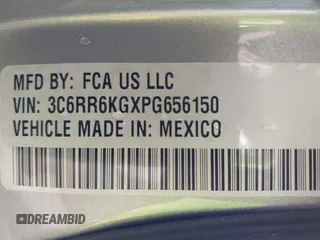 MFD BY: FCA US LLC
VIN: 3C6RR6KGXPG656150
VEHICLE MADE IN: MEXICO
DREAMBID